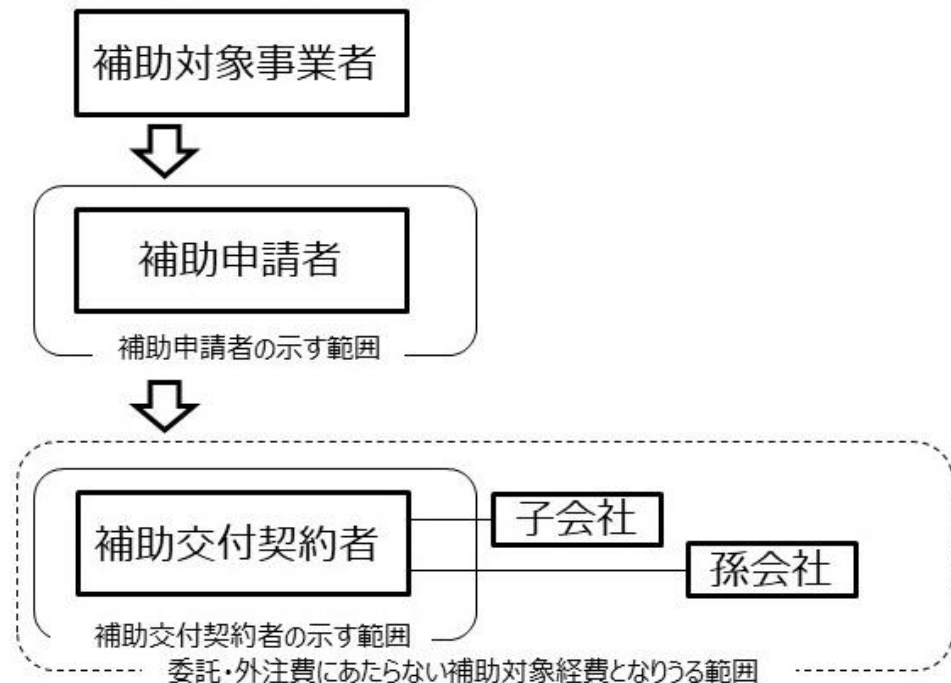 補助対象事業者
補助申請者
補助申請者の示す範囲
補助交付契約者
子会社
孫会社
補助交付契約者の示す範囲
委託・外注費にあたらない補助対象経費となりうる範囲